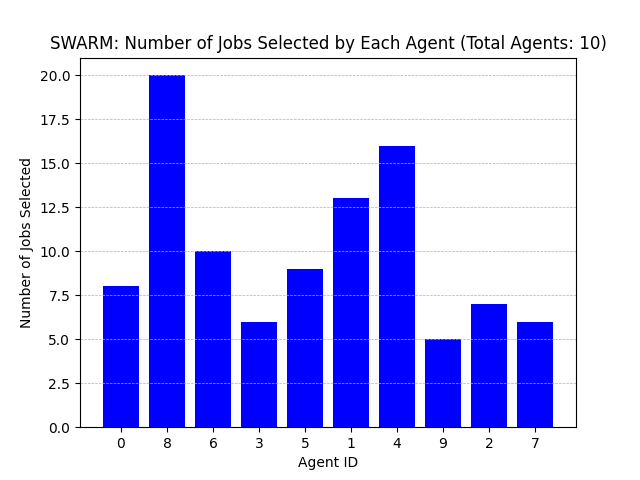 SWARM: Number of Jobs Selected by Each Agent (Total Agents: 10)
20.0
17.5
15.0
12.5
10.0
7.5
5.0
2.5
0.0
Number of Jobs Selected
0 8 6 3 5 1 4 9 2 7
Agent ID